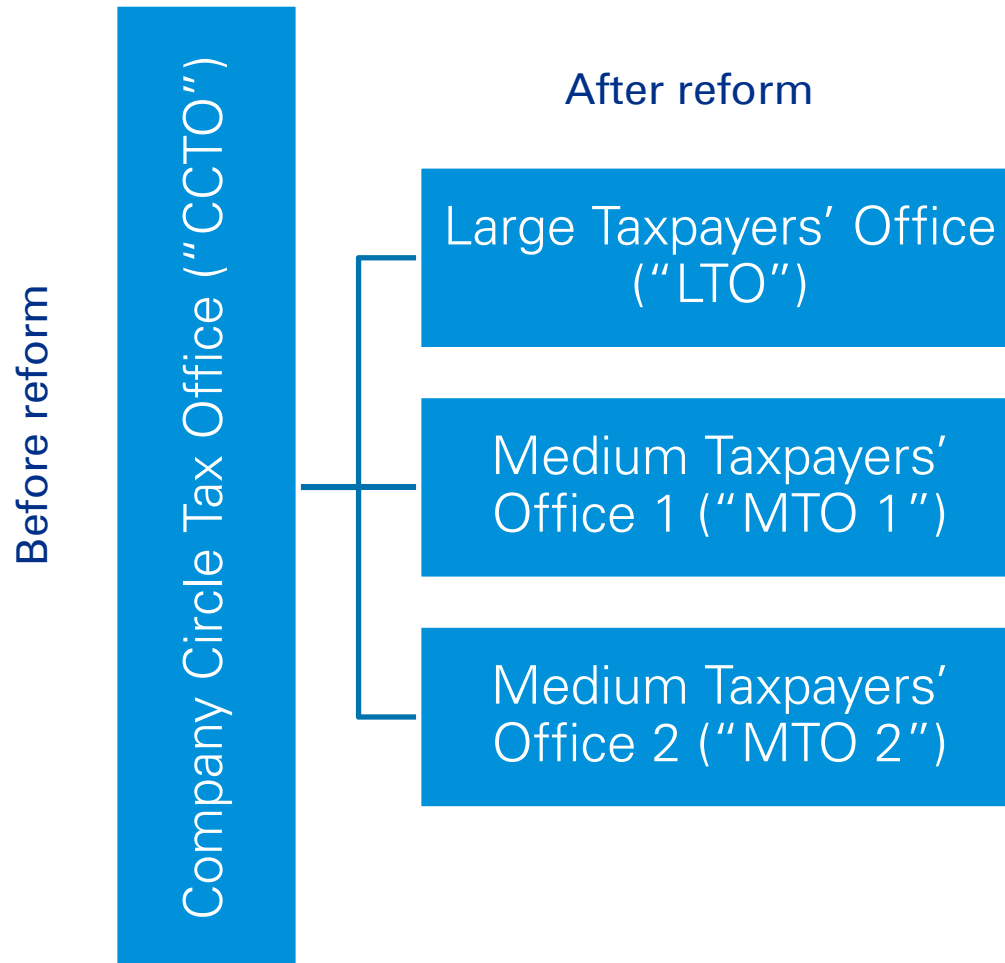 Before reform
Company Circle Tax Office (“CCTO”)
After reform
Large Taxpayers’ Office
(“LTO”)
Medium Taxpayers’
Office 1 (“MTO 1”)
Medium Taxpayers’
Office 2 (“MTO 2”)